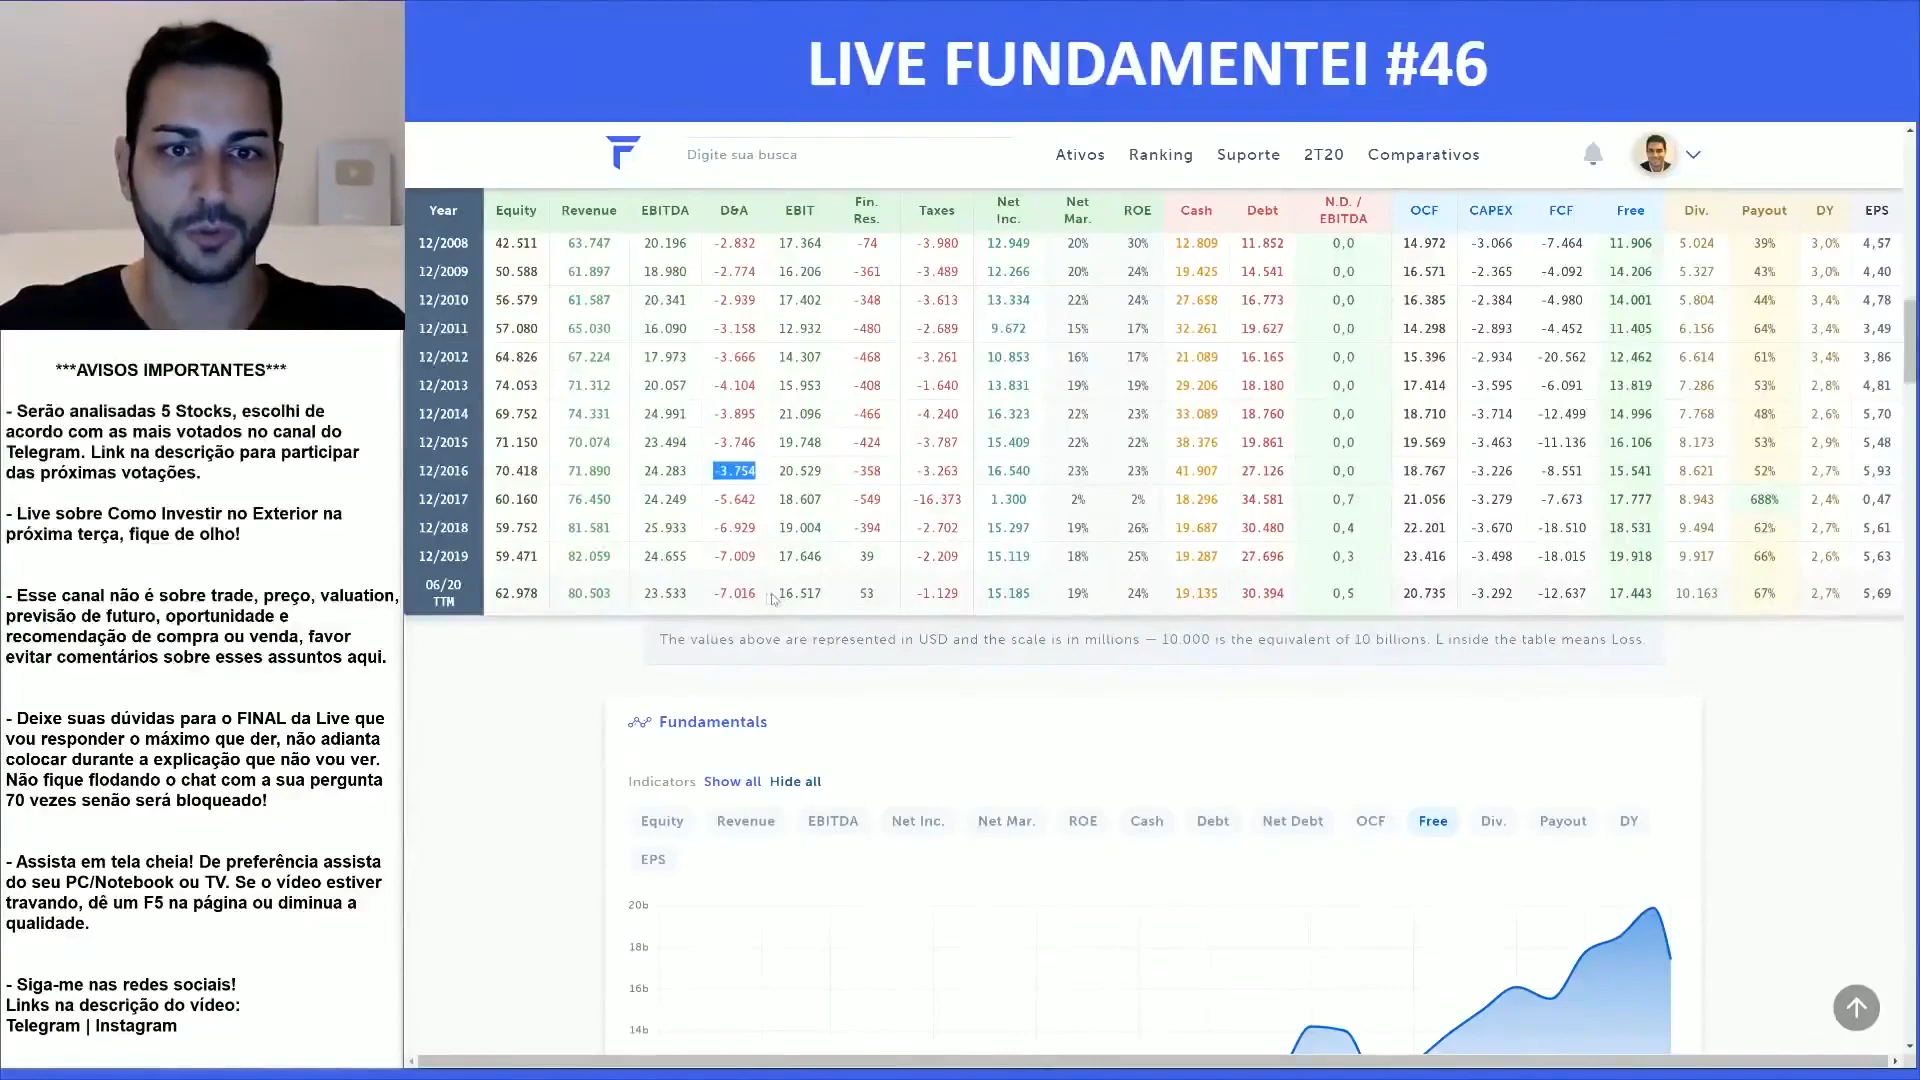 LIVE FUNDAMENTEI #46
Digite sua busca
Ativos Ranking Suporte 2T20 Comparativos
Year Equity Revenue EBITDA D&A EBIT Fin. Res. Taxes Net Inc. Net Mar. ROE Cash Debt N.D. / EBITDA OCF CAPEX FCF Free Div. Payout DY EPS
12/2008 42.511 63.747 20.196 -2.832 17.364 -74 -3.980 12.949 20% 30% 12.809 11.852 0,0 14.972 -3.066 -7.464 11.906 5.024 39% 3,0% 4,57
12/2009 50.588 61.897 18.980 -2.774 16.206 -361 -3.489 12.266 20% 24% 19.425 14.541 0,0 16.571 -2.365 -4.092 14.206 5.327 43% 3,0% 4,40
12/2010 56.579 61.587 20.341 -2.939 17.402 -348 -3.613 13.334 22% 24% 27.658 16.773 0,0 16.385 -2.384 -4.980 14.001 5.804 44% 3,4% 4,78
12/2011 57.080 65.030 16.090 -3.158 12.932 -480 -2.689 9.672 15% 17% 32.261 19.627 0,0 14.298 -2.893 -4.452 11.405 6.156 64% 3,4% 3,49
12/2012 64.826 67.224 17.973 -3.666 14.307 -468 -3.261 10.853 16% 17% 21.089 16.165 0,0 15.396 -2.934 -20.562 12.462 6.614 61% 3,4% 3,86
12/2013 74.053 71.312 20.057 -4.104 15.953 -408 -1.640 13.831 19% 19% 29.206 18.180 0,0 17.414 -3.595 -6.091 13.819 7.286 53% 2,8% 4,81
12/2014 69.752 74.331 24.991 -3.895 21.096 -466 -4.240 16.323 22% 23% 33.089 18.760 0,0 18.710 -3.714 -12.499 14.996 7.768 48% 2,6% 5,70
12/2015 71.150 70.074 23.494 -3.746 19.748 -424 -3.787 15.409 22% 22% 38.376 19.861 0,0 19.569 -3.463 -11.136 16.106 8.173 53% 2,9% 5,48
12/2016 70.418 71.890 24.283 -3.754 20.529 -358 -3.263 16.540 23% 23% 41.907 27.126 0,0 18.767 -3.226 -8.551 15.541 8.621 52% 2,7% 5,93
12/2017 60.160 76.450 24.249 -5.642 18.607 -549 -16.373 1.300 2% 2% 18.296 34.581 0,7 21.056 -3.279 -7.673 17.777 8.943 688% 2,4% 0,47
12/2018 59.752 81.581 25.933 -6.929 19.004 -394 -2.702 15.297 19% 26% 19.687 30.480 0,4 22.201 -3.670 -18.510 18.531 9.494 62% 2,7% 5,61
12/2019 59.471 82.059 24.655 -7.009 17.646 39 -2.209 15.119 18% 25% 19.287 27.696 0,3 23.416 -3.498 -18.015 19.918 9.917 66% 2,6% 5,63
06/20 TTM 62.978 80.503 23.533 -7.016 16.517 53 -1.129 15.185 19% 24% 19.135 30.394 0,5 20.735 -3.292 -12.637 17.443 10.163 67% 2,7% 5,69
The values above are represented in USD and the scale is in millions — 10.000 is the equivalent of 10 billions. L inside the table means Loss.
Fundamentals
Indicators Show all Hide all
Equity Revenue EBITDA Net Inc. Net Mar. ROE Cash Debt Net Debt OCF Free Div. Payout DY
EPS
20b
18b
16b
14b
***AVISOS IMPORTANTES***
- Serão analisadas 5 Stocks, escolhi de
acordo com as mais votados no canal do
Telegram. Link na descrição para participar
das próximas votações.
- Live sobre Como Investir no Exterior na
próxima terça, fique de olho!
- Esse canal não é sobre trade, preço, valuation,
previsão de futuro, oportunidade e
recomendação de compra ou venda, favor
evitar comentários sobre esses assuntos aqui.
- Deixe suas dúvidas para o FINAL da Live que
vou responder o máximo que der, não adianta
colocar durante a explicação que não vou ver.
Não fique flodando o chat com a sua pergunta
70 vezes senão será bloqueado!
- Assista em tela cheia! De preferência assista
do seu PC/Notebook ou TV. Se o vídeo estiver
travando, dê um F5 na página ou diminua a
qualidade.
- Siga-me nas redes sociais!
Links na descrição do vídeo:
Telegram | Instagram